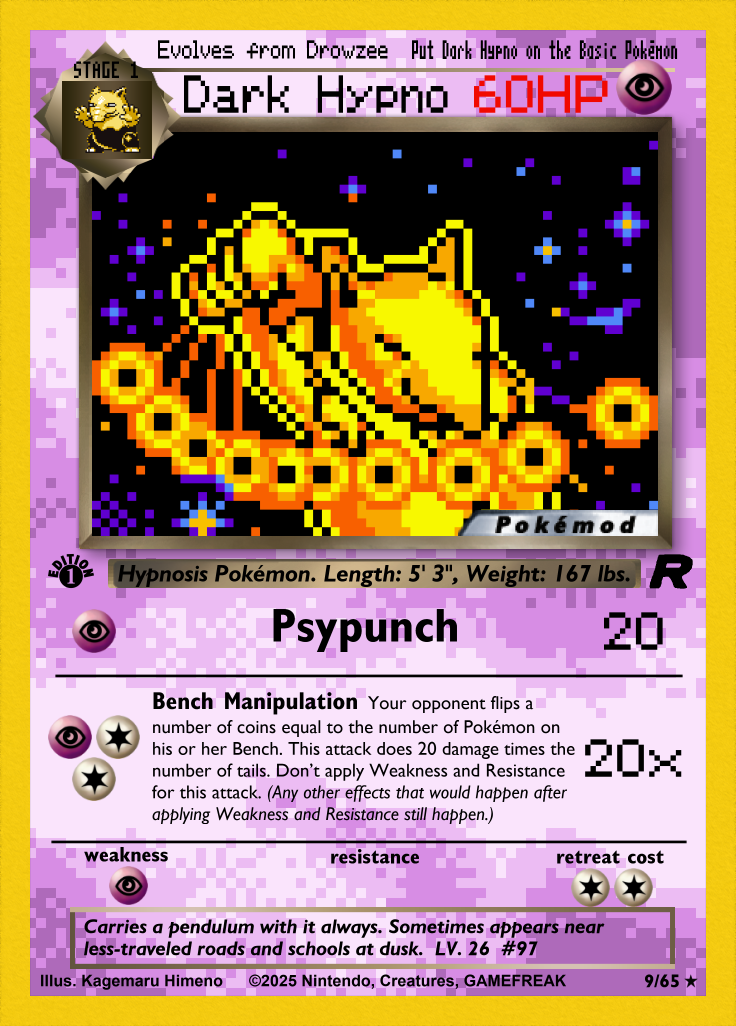 Evolves from Drowzee Put Dark Hypno on the Basic Pokémon
STAGE 1
Dark Hypno 60HP
Pokémod
EDITION 1
Hypnosis Pokémon. Length: 5' 3", Weight: 167 lbs. R
Psypunch 20
Bench Manipulation Your opponent flips a
number of coins equal to the number of Pokémon on
his or her Bench. This attack does 20 damage times the
number of tails. Don't apply Weakness and Resistance
for this attack. (Any other effects that would happen after
applying Weakness and Resistance still happen.)
20x
weakness resistance retreat cost
Carries a pendulum with it always. Sometimes appears near
less-traveled roads and schools at dusk. LV. 26 #97
Illus. Kagemaru Himeno ©2025 Nintendo, Creatures, GAMEFREAK 9/65 ★